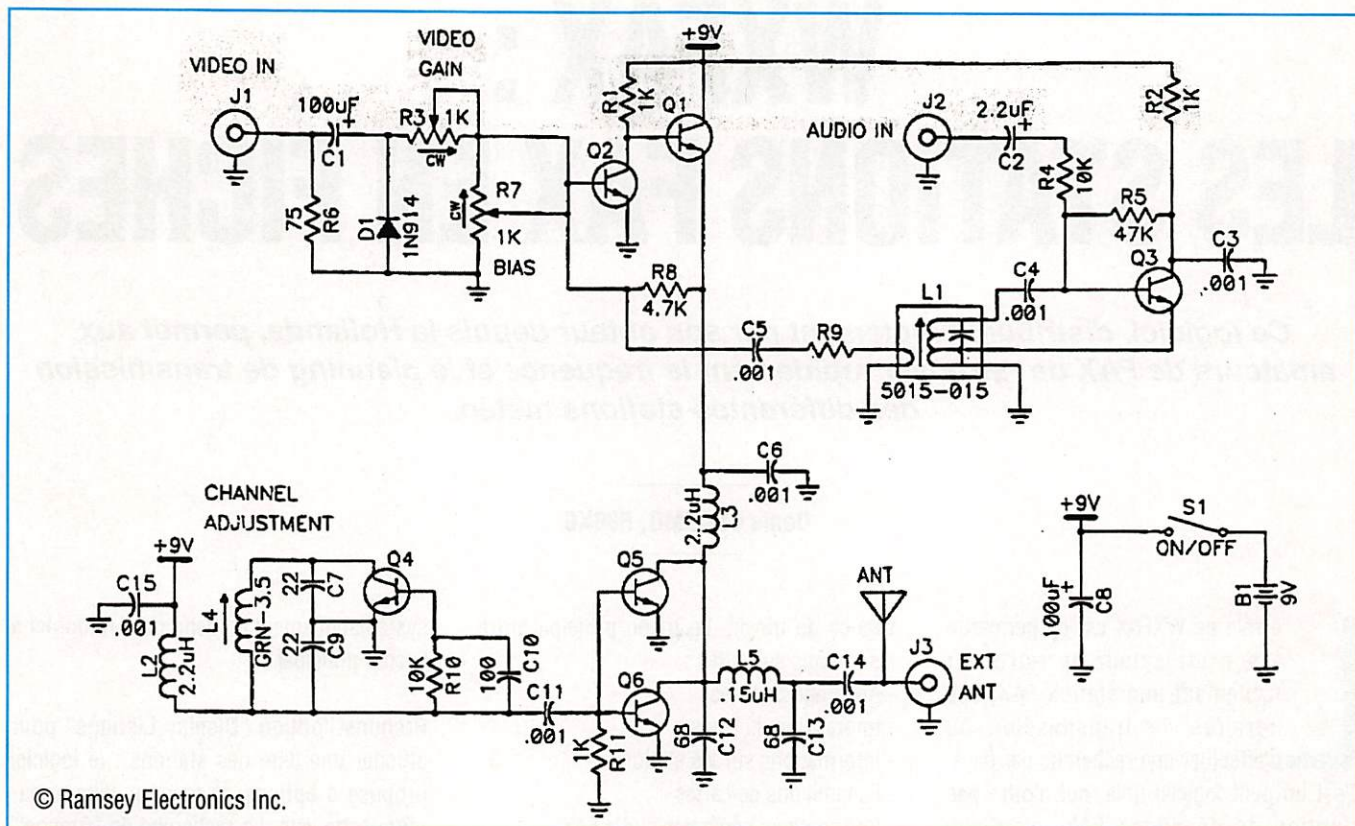 VIDEO IN
J1
100uF
+
C1
VIDEO
GAIN
R3
1K
CW
75
R6
D1
1N914
CW
R7
1K
BIAS
Q2
R1
1K
+9V
Q1
R8
4.7K
AUDIO IN
J2
2.2uF
+
C2
R4
10K
R5
47K
R2
1K
Q3
C3
.001
C4
.001
L1
5015-015
C5
.001
R9
C6
.001
2.2uH
L3
CHANNEL
ADJUSTMENT
+9V
C15
.001
L2
2.2uH
L4
GRN-3.5
22
C7
22
Q4
10K
R10
100
C11
.001
Q5
Q6
1K
R11
L5
.15uH
68
C12
68
C13
C14
.001
ANT
J3
EXT
ANT
+9V
100uF
+
C8
S1
ON/OFF
B1
9V
© Ramsey Electronics Inc.